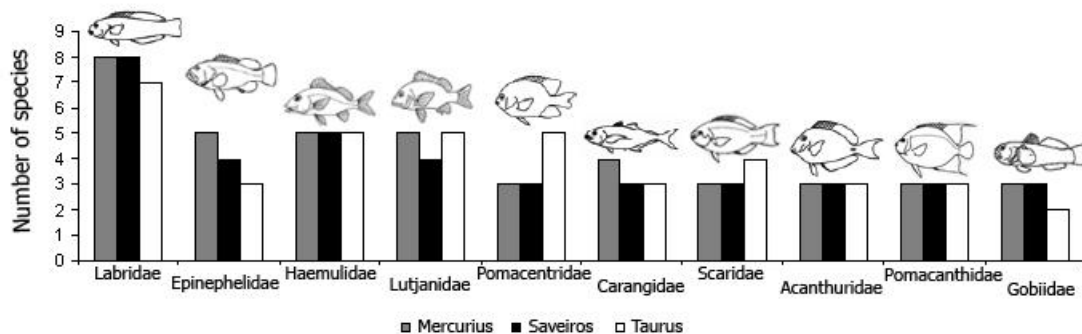 Number of species
9
8
7
6
5
4
3
2
1
0
Labridae
Epinephelidae
Haemulidae
Lutjanidae
Pomacentridae
Carangidae
Scaridae
Acanthuridae
Pomacanthidae
Gobiidae
Mercurius Saveiros Taurus